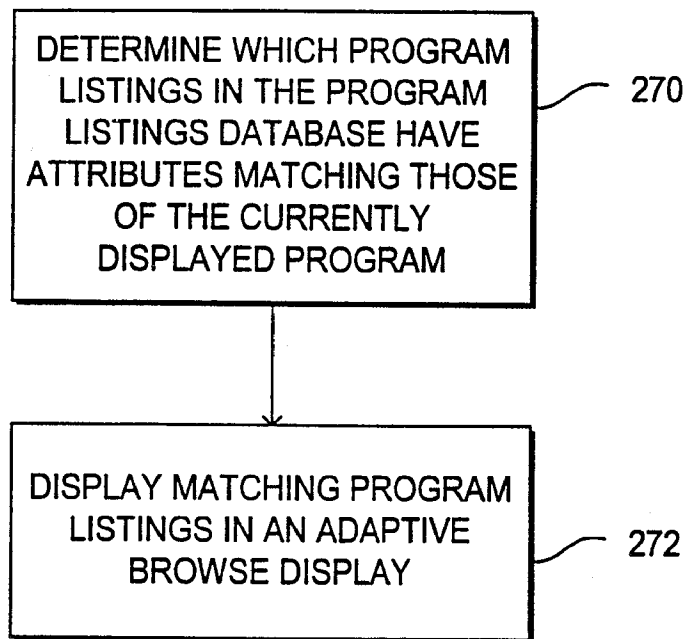 DETERMINE WHICH PROGRAM
LISTINGS IN THE PROGRAM
LISTINGS DATABASE HAVE
ATTRIBUTES MATCHING THOSE
OF THE CURRENTLY
DISPLAYED PROGRAM
270
DISPLAY MATCHING PROGRAM
LISTINGS IN AN ADAPTIVE
BROWSE DISPLAY
272